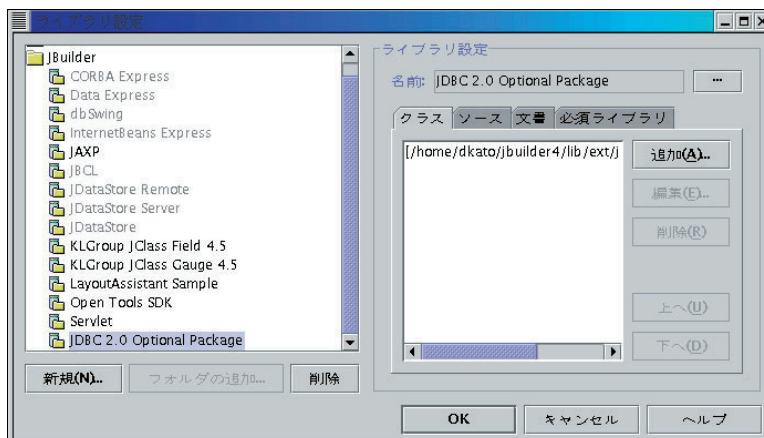 ライブラリ設定
JBuilder
CORBA Express
Data Express
dbSwing
InternetBeans Express
JAXP
JBCL
JDataStore Remote
JDataStore Server
JDataStore
KLGroup JClass Field 4.5
KLGroup JClass Gauge 4.5
LayoutAssistant Sample
Open Tools SDK
Servlet
JDBC 2.0 Optional Package
新規(N)... フォルダの追加... 削除
ライブラリ設定
名前: JDBC 2.0 Optional Package ...
クラス ソース 文書 必須ライブラリ
[/home/dkato/jbuilder4/lib/ext/j
追加(A)...
編集(E)...
削除(R)
上へ(U)
下へ(D)
OK キャンセル ヘルプ